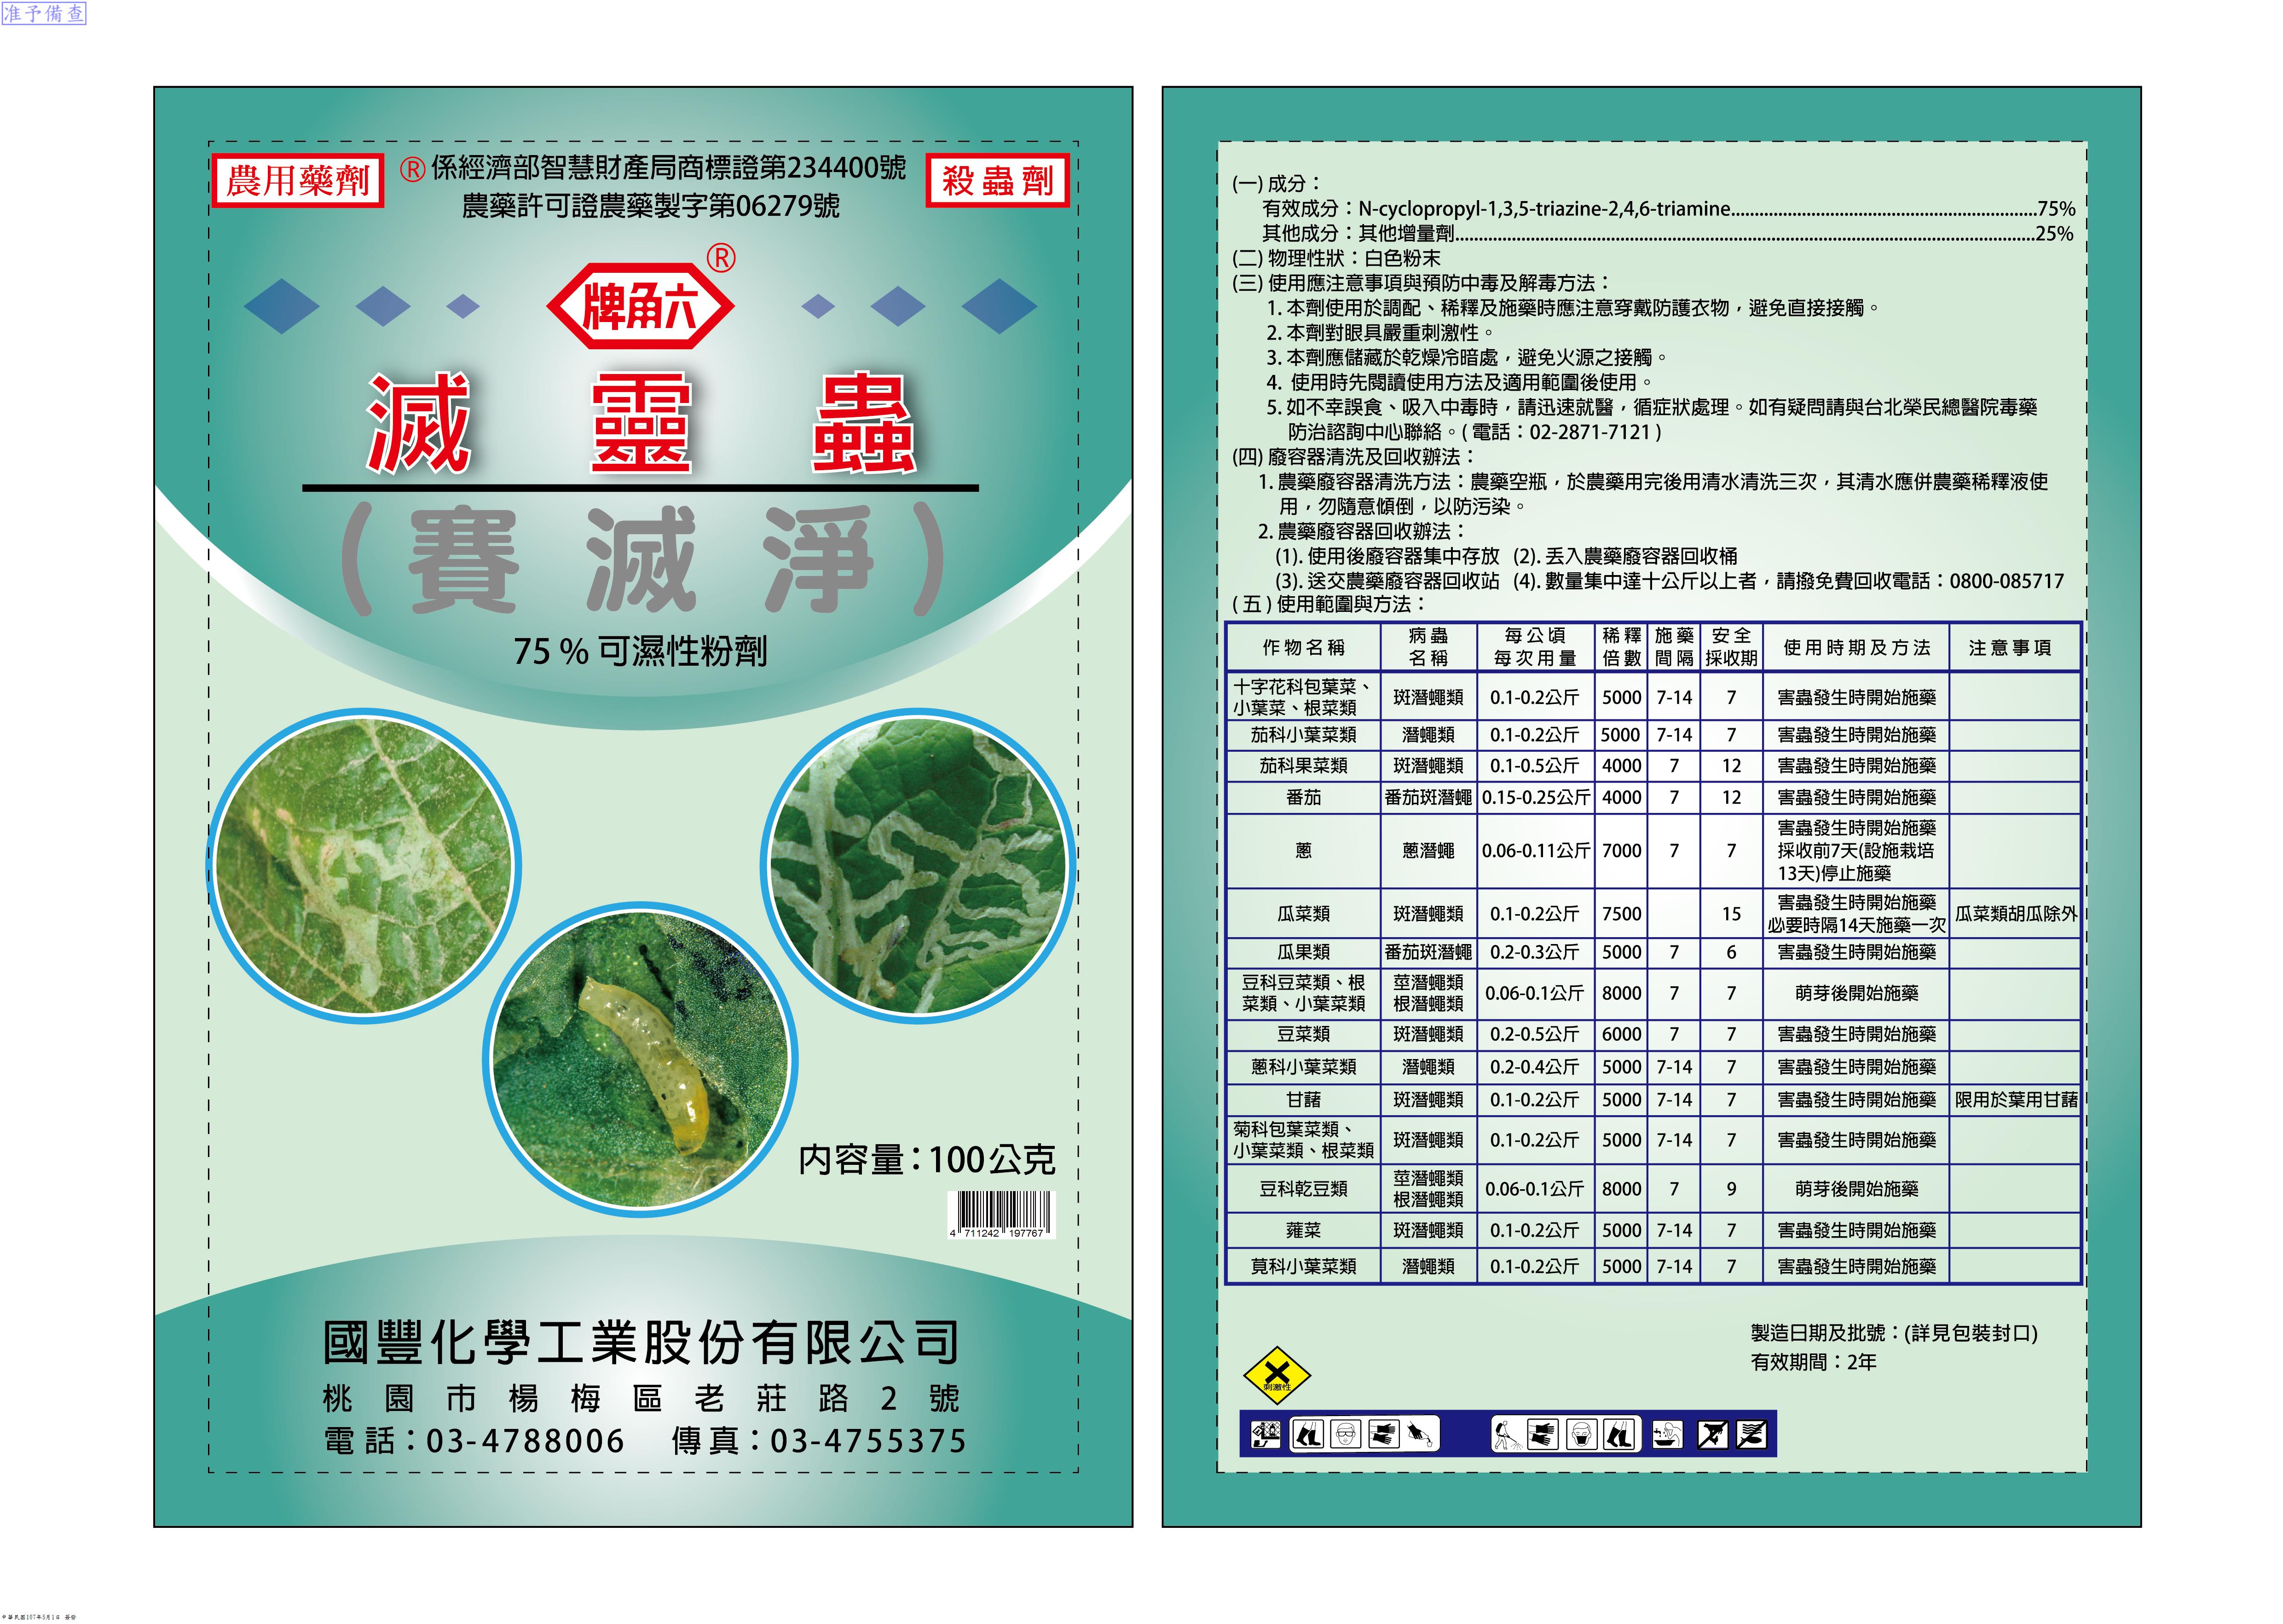 准予備查
農用藥劑
®係經濟部智慧財產局商標證第234400號
農藥許可證農藥製字第06279號
殺蟲劑
®
牌角六
滅靈蟲
(賽滅淨)
75%可濕性粉劑
內容量：100公克
4 711242 197767
國豐化學工業股份有限公司
桃園市楊梅區老莊路2號
電話：03-4788006 傳真：03-4755375
(一) 成分：
有效成分：N-cyclopropyl-1,3,5-triazine-2,4,6-triamine..........75%
其他成分：其他增量劑..........25%
(二) 物理性狀：白色粉末
(三) 使用應注意事項與預防中毒及解毒方法：
1. 本劑使用於調配、稀釋及施藥時應注意穿戴防護衣物，避免直接接觸。
2. 本劑對眼具嚴重刺激性。
3. 本劑應儲藏於乾燥冷暗處，避免火源之接觸。
4. 使用時先閱讀使用方法及適用範圍後使用。
5. 如不幸誤食、吸入中毒時，請迅速就醫，循症狀處理。如有疑問請與台北榮民總醫院毒藥
防治諮詢中心聯絡。( 電話：02-2871-7121 )
(四) 廢容器清洗及回收辦法：
1. 農藥廢容器清洗方法：農藥空瓶，於農藥用完後用清水清洗三次，其清水應併農藥稀釋液使
用，勿隨意傾倒，以防污染。
2. 農藥廢容器回收辦法：
(1). 使用後廢容器集中存放 (2). 丟入農藥廢容器回收桶
(3). 送交農藥廢容器回收站 (4). 數量集中達十公斤以上者，請撥免費回收電話：0800-085717
( 五 ) 使用範圍與方法：
作物名稱 病蟲名稱 每公頃每次用量 稀釋倍數 施藥間隔 安全採收期 使用時期及方法 注意事項
十字花科包葉菜、小葉菜、根菜類 斑潛蠅類 0.1-0.2公斤 5000 7-14 7 害蟲發生時開始施藥
茄科小葉菜類 潛蠅類 0.1-0.2公斤 5000 7-14 7 害蟲發生時開始施藥
茄科果菜類 斑潛蠅類 0.1-0.5公斤 4000 7 12 害蟲發生時開始施藥
番茄 番茄斑潛蠅 0.15-0.25公斤 4000 7 12 害蟲發生時開始施藥
蔥 蔥潛蠅 0.06-0.11公斤 7000 7 7 害蟲發生時開始施藥採收前7天(設施栽培13天)停止施藥
瓜菜類 斑潛蠅類 0.1-0.2公斤 7500 15 害蟲發生時開始施藥必要時隔14天施藥一次 瓜菜類胡瓜除外
瓜果類 番茄斑潛蠅 0.2-0.3公斤 5000 7 6 害蟲發生時開始施藥
豆科豆菜類、根菜類、小葉菜類 莖潛蠅類根潛蠅類 0.06-0.1公斤 8000 7 7 萌芽後開始施藥
豆菜類 斑潛蠅類 0.2-0.5公斤 6000 7 7 害蟲發生時開始施藥
蔥科小葉菜類 潛蠅類 0.2-0.4公斤 5000 7-14 7 害蟲發生時開始施藥
甘藷 斑潛蠅類 0.1-0.2公斤 5000 7-14 7 害蟲發生時開始施藥 限用於葉用甘藷
菊科包葉菜類、小葉菜類、根菜類 斑潛蠅類 0.1-0.2公斤 5000 7-14 7 害蟲發生時開始施藥
豆科乾豆類 莖潛蠅類根潛蠅類 0.06-0.1公斤 8000 7 9 萌芽後開始施藥
蕹菜 斑潛蠅類 0.1-0.2公斤 5000 7-14 7 害蟲發生時開始施藥
莧科小葉菜類 潛蠅類 0.1-0.2公斤 5000 7-14 7 害蟲發生時開始施藥
製造日期及批號：(詳見包裝封口)
有效期間：2年
刺激性
中華民國107年5月1日 簽發